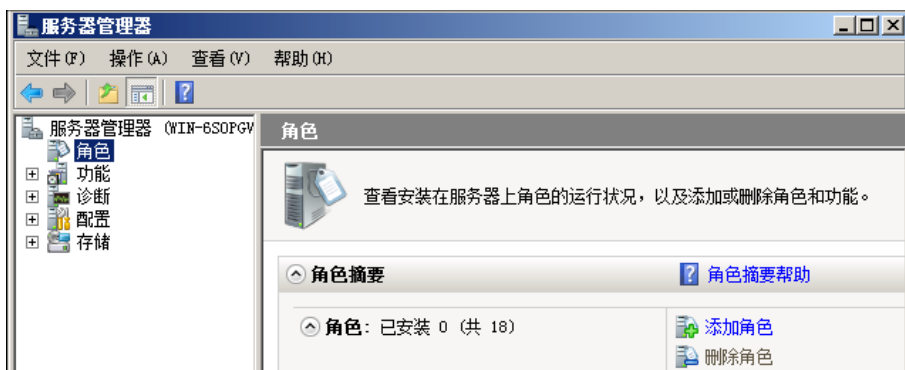 服务器管理器
文件(F) 操作(A) 查看(V) 帮助(H)
服务器管理器 (WIN-6SOPGV
角色
功能
诊断
配置
存储
角色
查看安装在服务器上角色的运行状况，以及添加或删除角色和功能。
角色摘要
角色摘要帮助
角色：已安装 0 (共 18)
添加角色
删除角色